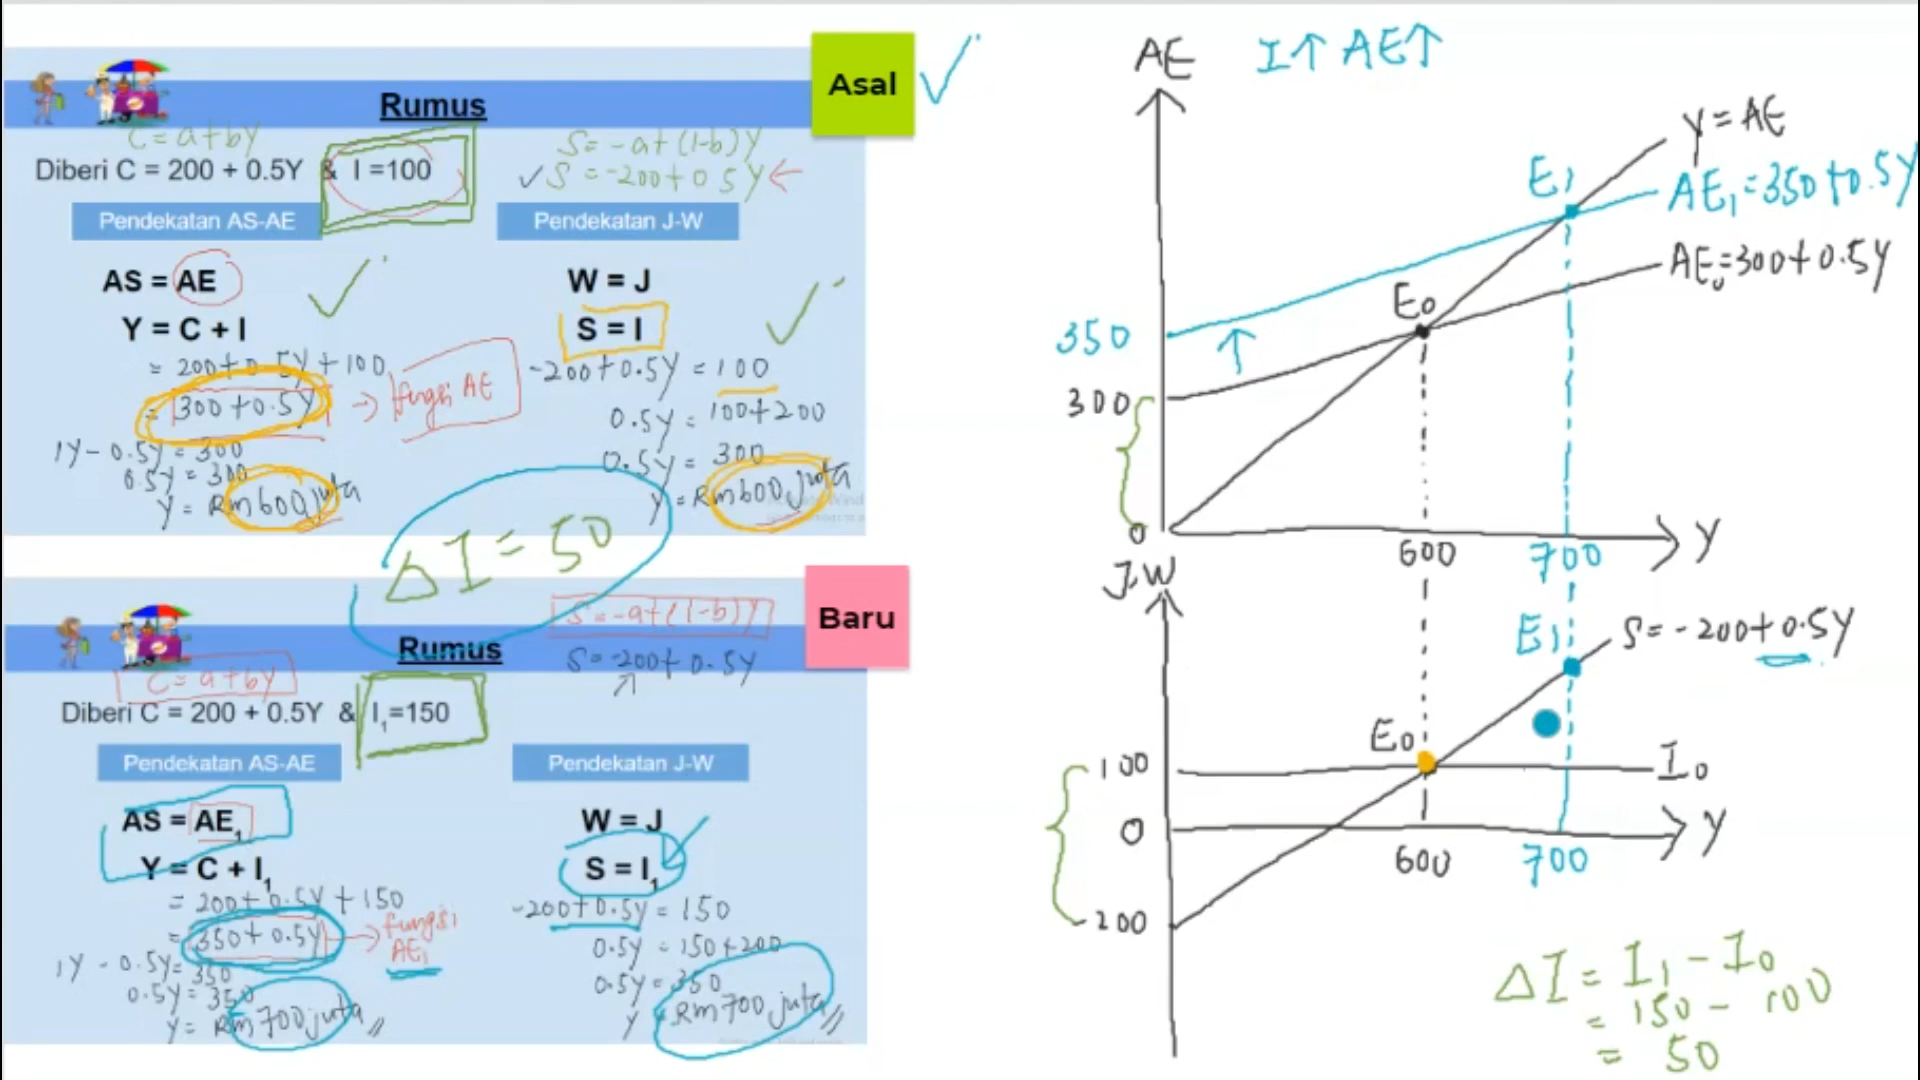 Asal
Rumus
C = a+bY
Diberi C = 200 + 0.5Y & I =100
S = -a+(1-b)Y
S = -200+0.5Y
Pendekatan AS-AE
Pendekatan J-W
AS = AE
Y = C + I
= 200+0.5Y+100
= 300+0.5Y → fungsi AE
1Y-0.5Y = 300
0.5Y = 300
Y = Rm600 juta
W = J
S = I
-200+0.5Y = 100
0.5Y = 100+200
0.5Y = 300
Y = Rm600 juta
ΔI = 50
Baru
Rumus
C = a+bY
S = -a+(1-b)Y
S = -200+0.5Y
Diberi C = 200 + 0.5Y & I₁=150
Pendekatan AS-AE
Pendekatan J-W
AS = AE₁
Y = C + I₁
= 200+0.5Y+150
= 350+0.5Y → fungsi AE₁
1Y-0.5Y = 350
0.5Y = 350
Y = Rm700 juta //
W = J
S = I₁
-200+0.5Y = 150
0.5Y = 150+200
0.5Y = 350
Y = Rm700 juta //
AE
I↑ AE↑
Y = AE
E₁
AE₁=350+0.5Y
AE₀=300+0.5Y
E₀
350
300
0
600
700
Y
J.W
E₁
S = -200+0.5Y
E₀
100
I₀
0
600
700
Y
-200
ΔI = I₁ - I₀
= 150 - 100
= 50